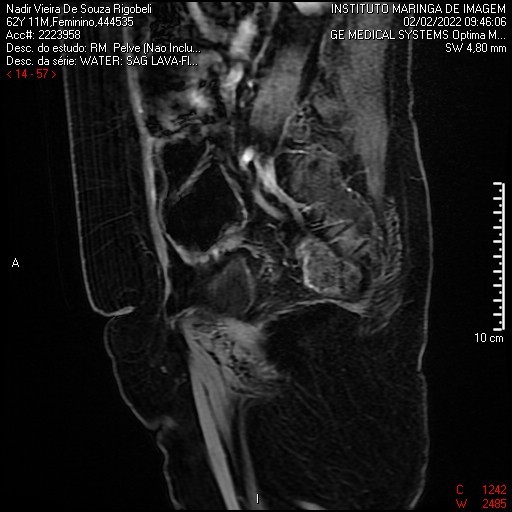 Nadir Vieira De Souza Rigobeli
62Y 11M,Feminino,444535
Acc#: 2223958
Desc. do estudo: RM Pelve (Nao Inclu...
Desc. da série: WATER: SAG LAVA-Fl...
< 14 - 57 >
INSTITUTO MARINGA DE IMAGEM
02/02/2022 09:46:06
GE MEDICAL SYSTEMS Optima M...
SW 4,80 mm
A
10 cm
I
C 1242
W 2485